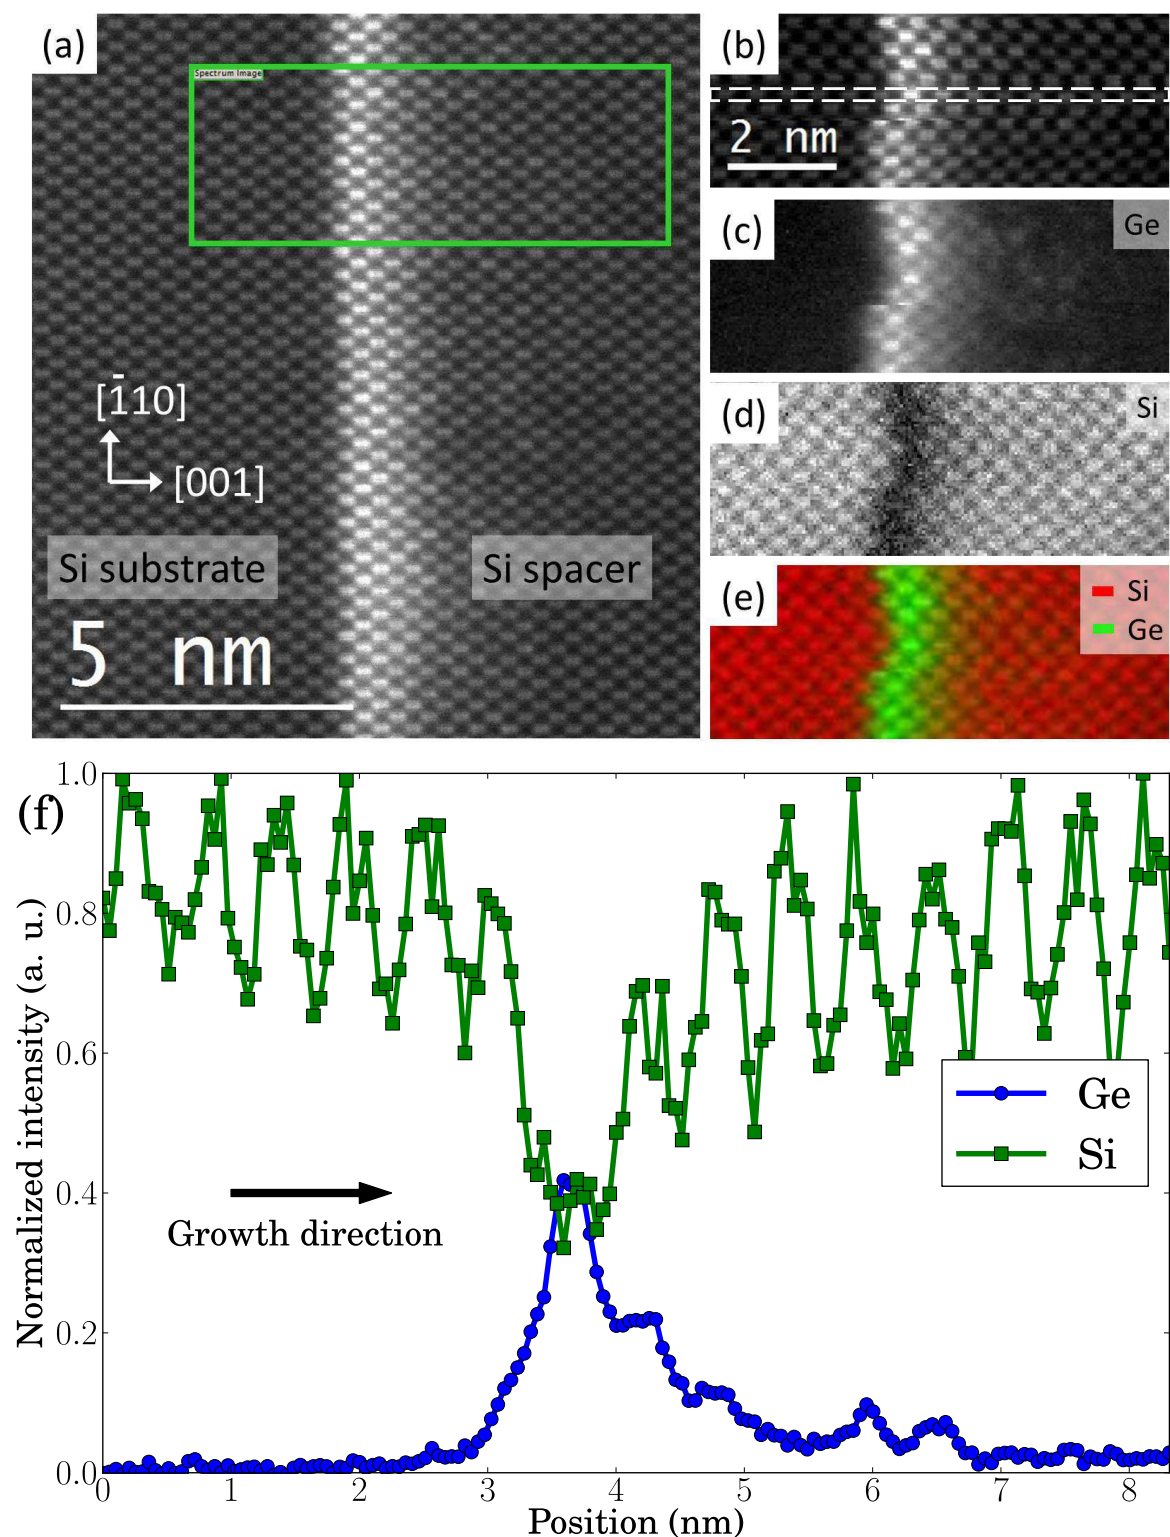 (a)
Spectrum Image
[1̄10]
[001]
Si substrate
Si spacer
5 nm
(b)
2 nm
(c)
Ge
(d)
Si
(e)
Si
Ge
(f)
Normalized intensity (a. u.)
1.0
0.8
0.6
0.4
0.2
0.0
Growth direction
Ge
Si
0 1 2 3 4 5 6 7 8
Position (nm)